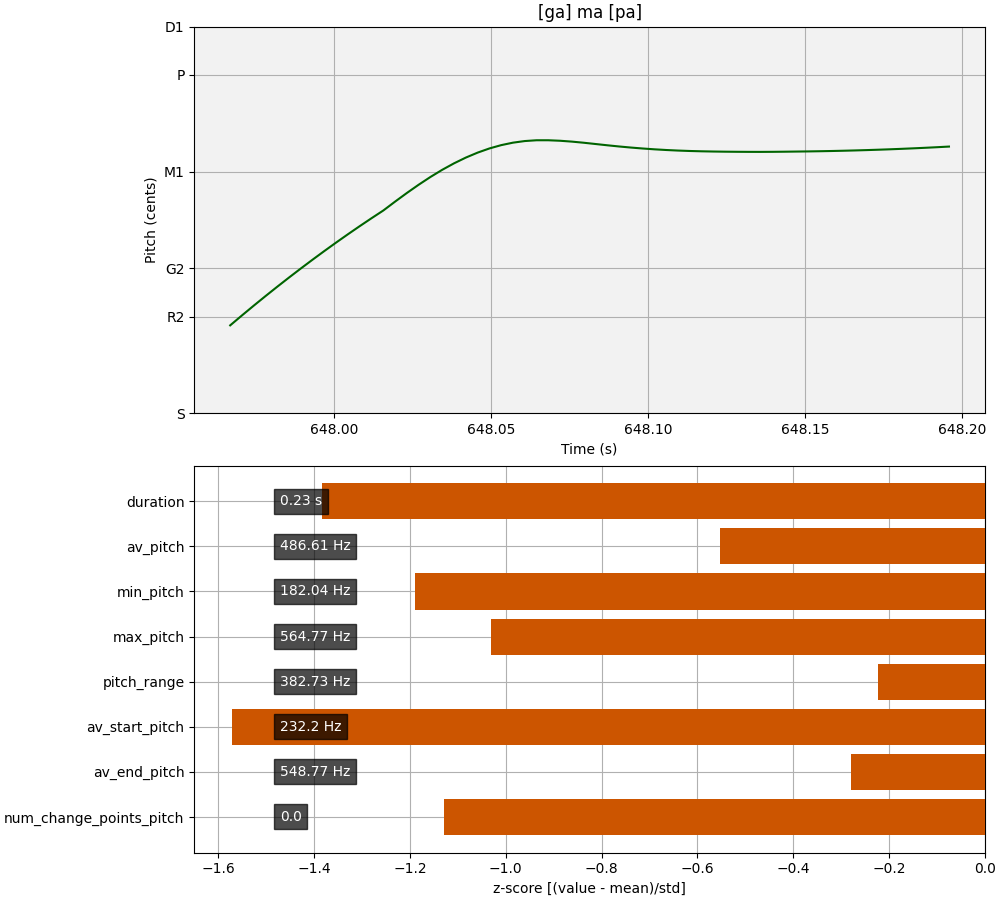 [ga] ma [pa]
D1
P
M1
G2
R2
S
Pitch (cents)
648.00 648.05 648.10 648.15 648.20
Time (s)
duration 0.23 s
av_pitch 486.61 Hz
min_pitch 182.04 Hz
max_pitch 564.77 Hz
pitch_range 382.73 Hz
av_start_pitch 232.2 Hz
av_end_pitch 548.77 Hz
num_change_points_pitch 0.0
−1.6 −1.4 −1.2 −1.0 −0.8 −0.6 −0.4 −0.2 0.0
z-score [(value - mean)/std]